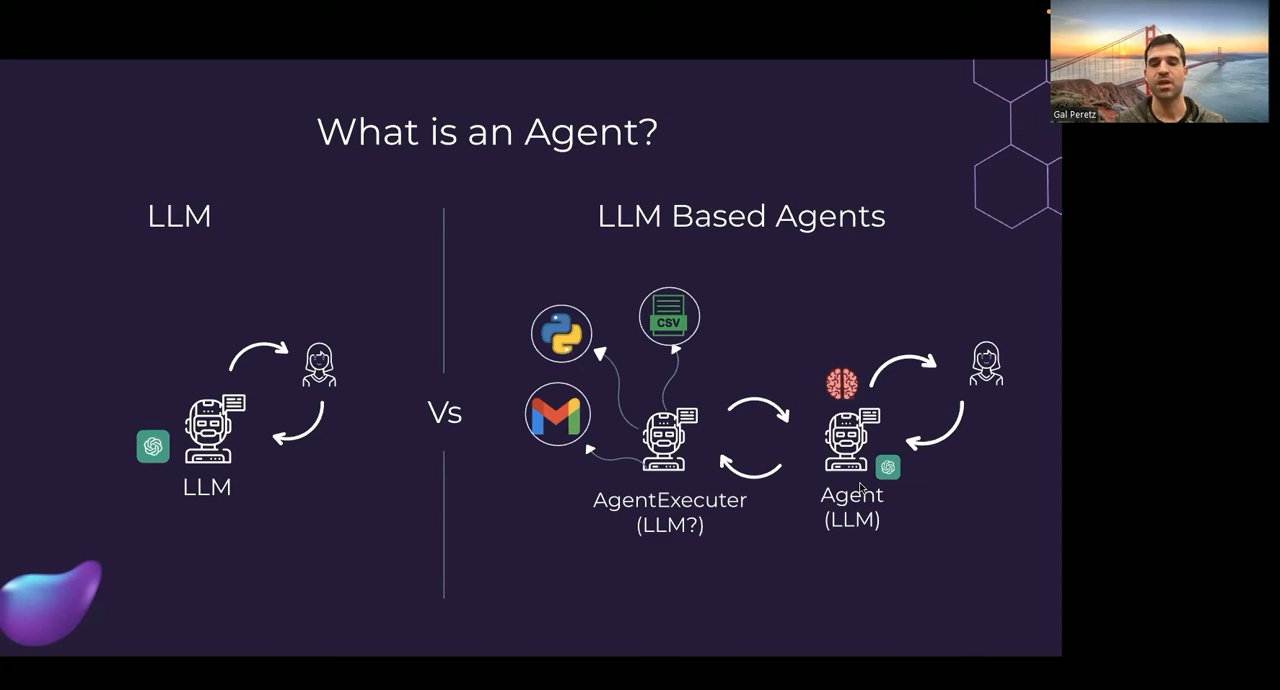 Gal Peretz
What is an Agent?
LLM
LLM Based Agents
CSV
Vs
LLM
AgentExecuter
(LLM?)
Agent
(LLM)